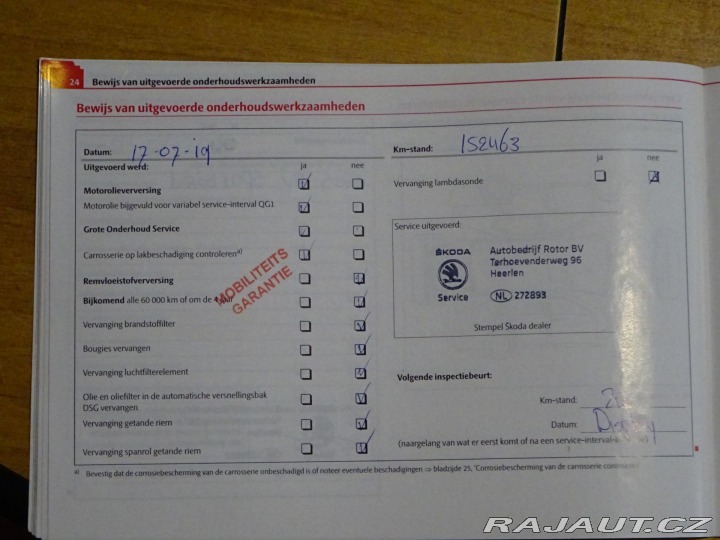 24 Bewijs van uitgevoerde onderhoudswerkzaamheden
Bewijs van uitgevoerde onderhoudswerkzaamheden
Datum: 17-07-19
Uitgevoerd werd: ja nee
Motorolieverversing
Motorolie bijgevuld voor variabel service-interval QG1
Grote Onderhoud Service
Carrosserie op lakbeschadiging controleren a)
MOBILITEITS
GARANTIE
Remvloeistofverversing
Bijkomend alle 60 000 km of om de 4 jaar
Vervanging brandstoffilter
Bougies vervangen
Vervanging luchtfilterelement
Olie en oliefilter in de automatische versnellingsbak
DSG vervangen
Vervanging getande riem
Vervanging spanrol getande riem
Km-stand: 152463
ja nee
Vervanging lambdasonde
Service uitgevoerd:
ŠKODA
Service
Autobedrijf Rotor BV
Terhoevenderweg 96
Heerlen
NL 272893
Stempel Škoda dealer
Volgende inspectiebeurt:
Km-stand:
Datum:
(naargelang van wat er eerst komt of na een service-interval-
a) Bevestig dat de corrosiebescherming van de carrosserie onbeschadigd is of noteer eventuele beschadigingen ⇒ bladzijde 25, "Corrosiebescherming van de carrosserie
RAJAUT.CZ